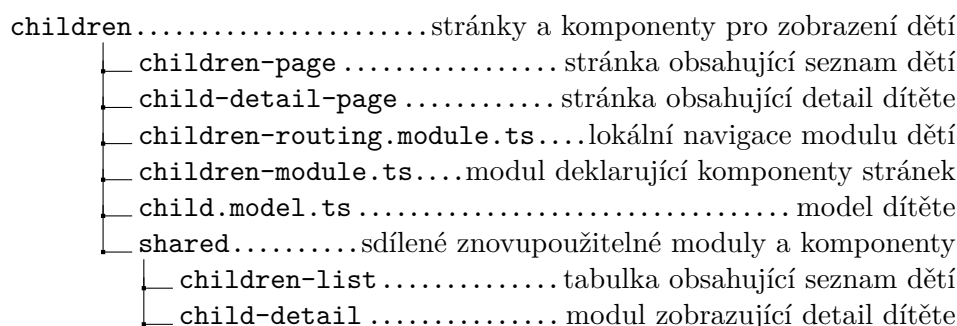 children.......................stránky a komponenty pro zobrazení dětí
children-page.................stránka obsahující seznam dětí
child-detail-page............stránka obsahující detail dítěte
children-routing.module.ts....lokální navigace modulu dětí
children-module.ts....modul deklarující komponenty stránek
child.model.ts..................................model dítěte
shared..........sdílené znovupoužitelné moduly a komponenty
children-list..............tabulka obsahující seznam dětí
child-detail...............modul zobrazující detail dítěte